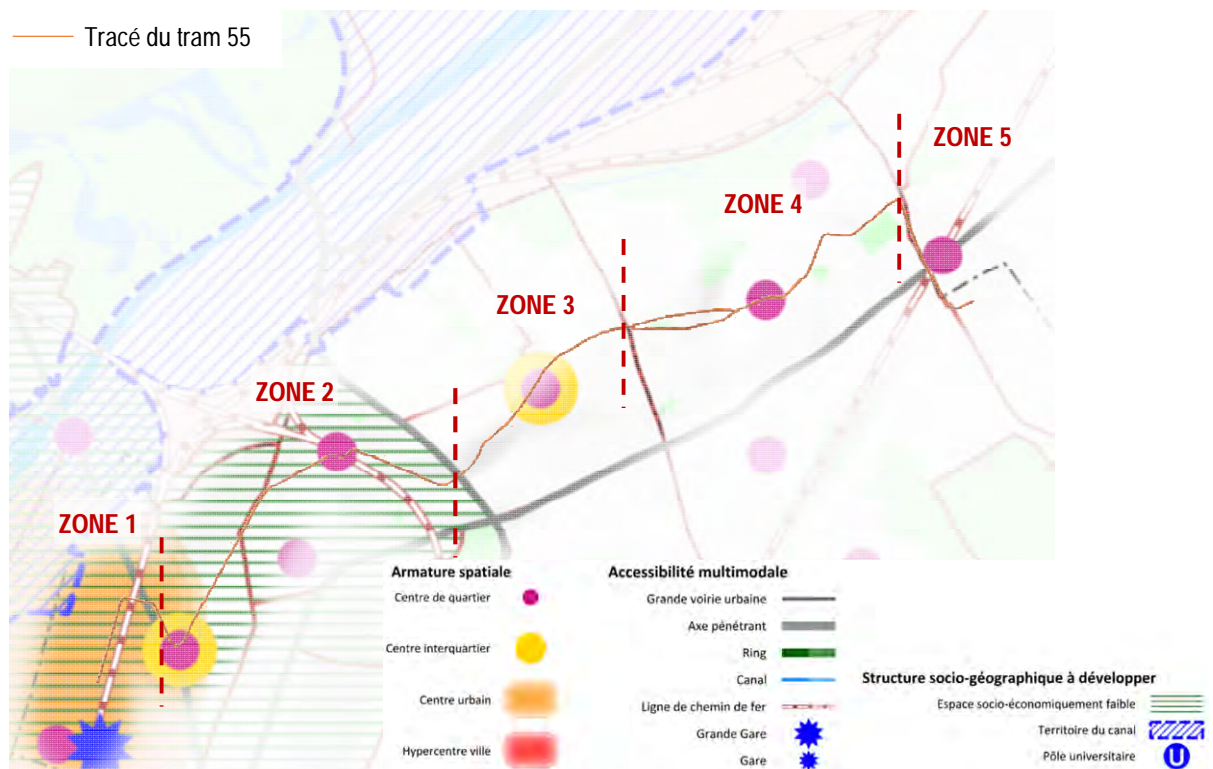 Tracé du tram 55
ZONE 5
ZONE 4
ZONE 3
ZONE 2
ZONE 1
Armature spatiale
Centre de quartier
Centre interquartier
Centre urbain
Hypercentre ville
Accessibilité multimodale
Grande voirie urbaine
Axe pénétrant
Ring
Canal
Ligne de chemin de fer
Grande Gare
Gare
Structure socio-géographique à développer
Espace socio-économiquement faible
Territoire du canal
Pôle universitaire
U